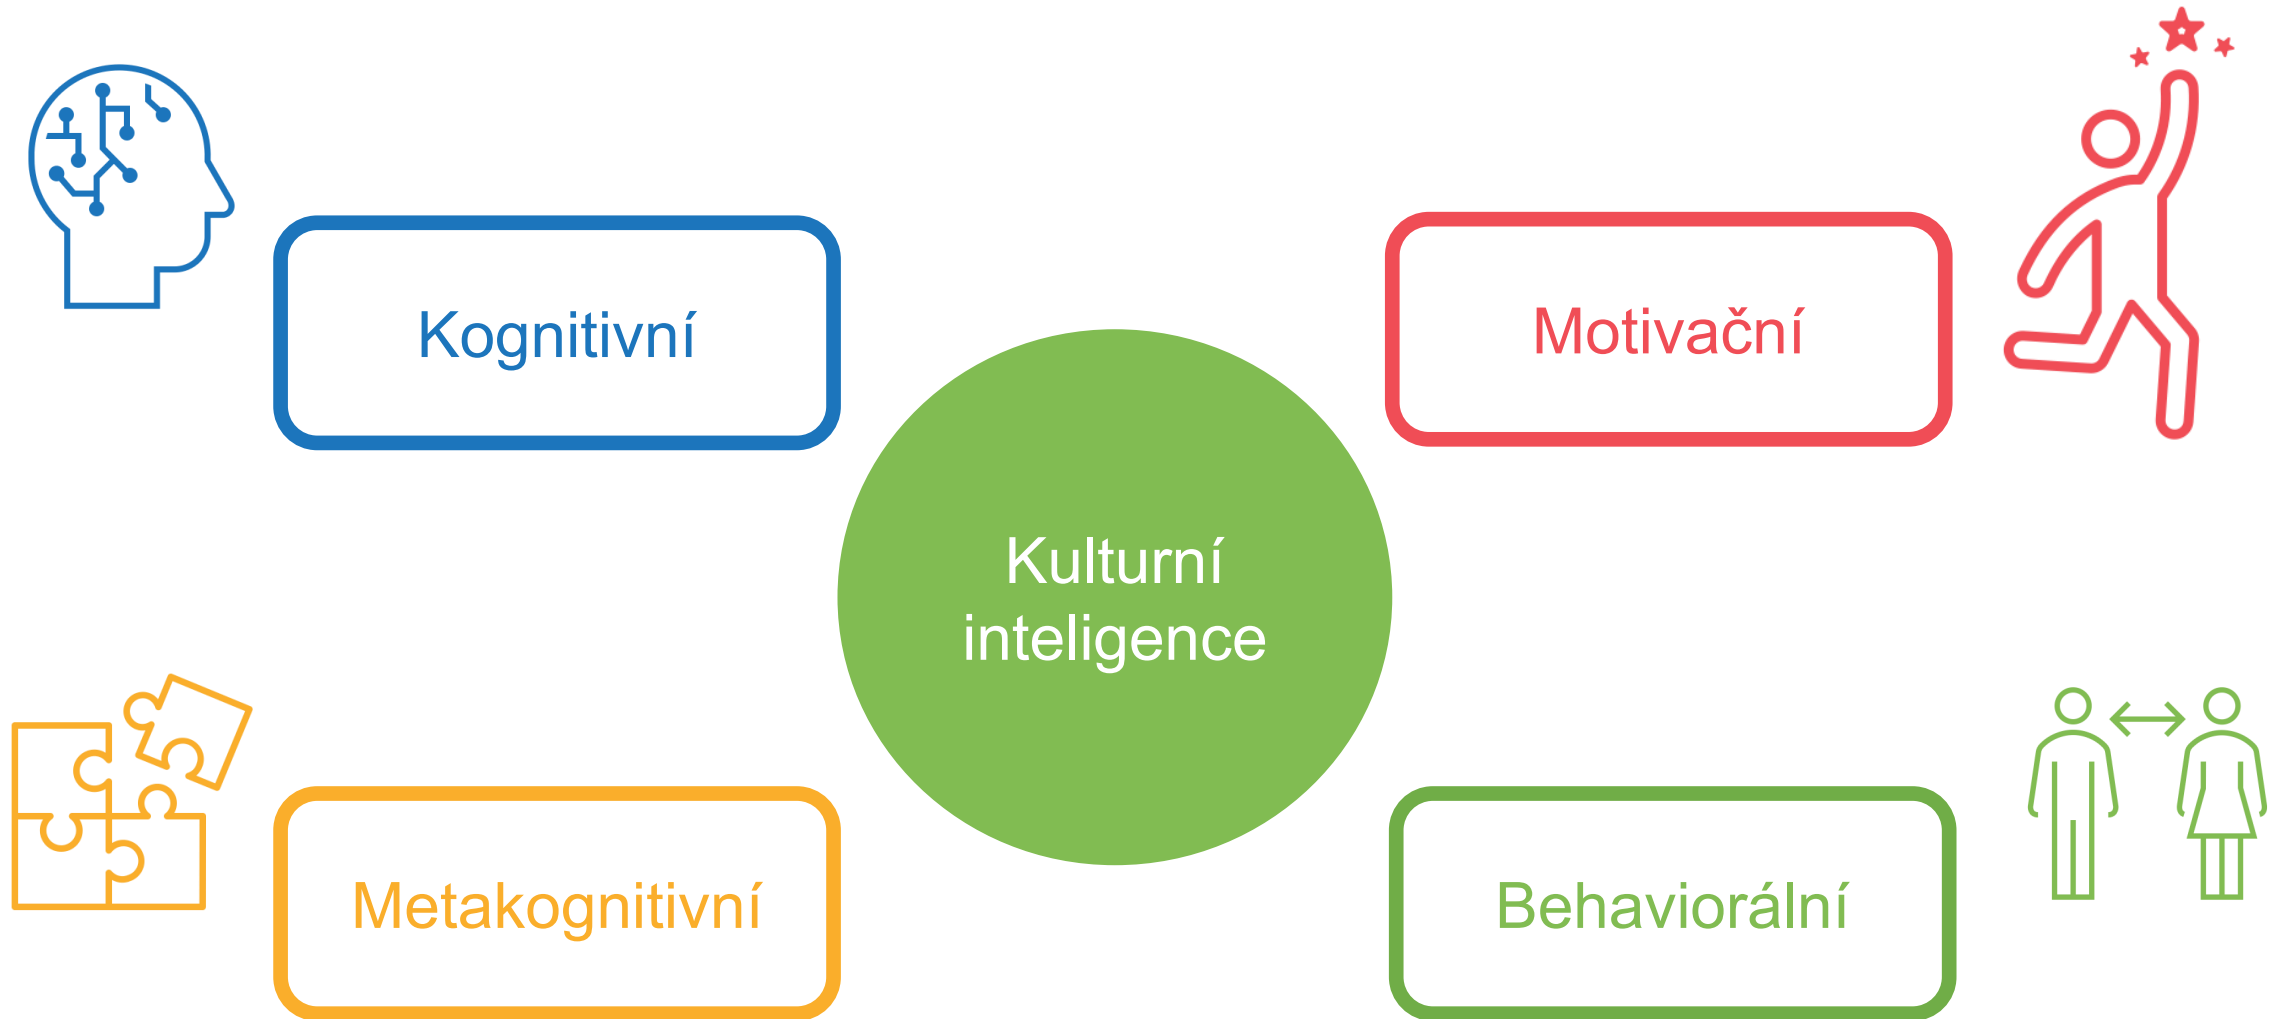 Kognitivní
Motivační
Kulturní
inteligence
Metakognitivní
Behaviorální